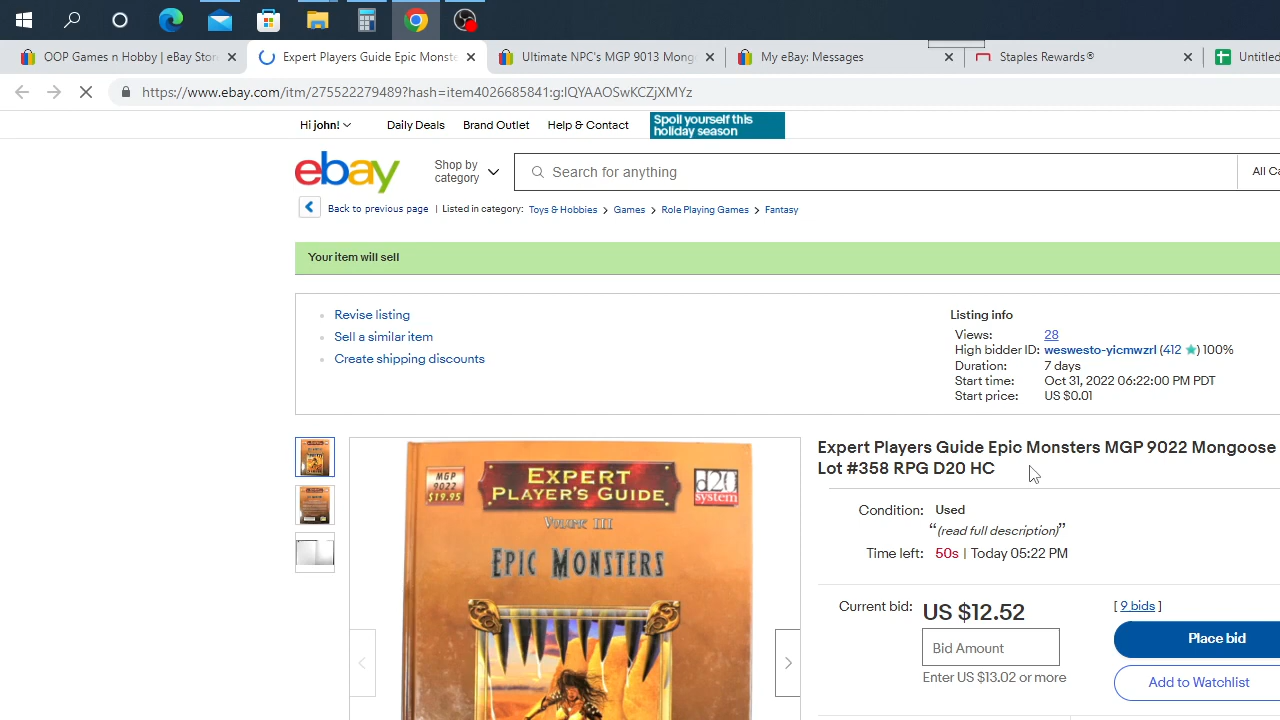 OOP Games n Hobby | eBay Stor
Expert Players Guide Epic Monste
Ultimate NPC's MGP 9013 Mong
My eBay: Messages
Staples Rewards®
Untitled
https://www.ebay.com/itm/275522279489?hash=item4026685841:g:lQYAAOSwKCZjXMYz
Hi john!
Daily Deals
Brand Outlet
Help & Contact
Spoil yourself this
holiday season
ebay
Shop by
category
Search for anything
All Ca
Back to previous page | Listed in category: Toys & Hobbies > Games > Role Playing Games > Fantasy
Your item will sell
Revise listing
Sell a similar item
Create shipping discounts
Listing info
Views: 28
High bidder ID: weswesto-yicmwzrl (412 ★) 100%
Duration: 7 days
Start time: Oct 31, 2022 06:22:00 PM PDT
Start price: US $0.01
MGP
9022
$19.95
EXPERT
PLAYER'S GUIDE
VOLUME III
d20
system
EPIC MONSTERS
Expert Players Guide Epic Monsters MGP 9022 Mongoose
Lot #358 RPG D20 HC
Condition: Used
“(read full description)”
Time left: 50s | Today 05:22 PM
Current bid: US $12.52
[ 9 bids ]
Bid Amount
Place bid
Enter US $13.02 or more
Add to Watchlist